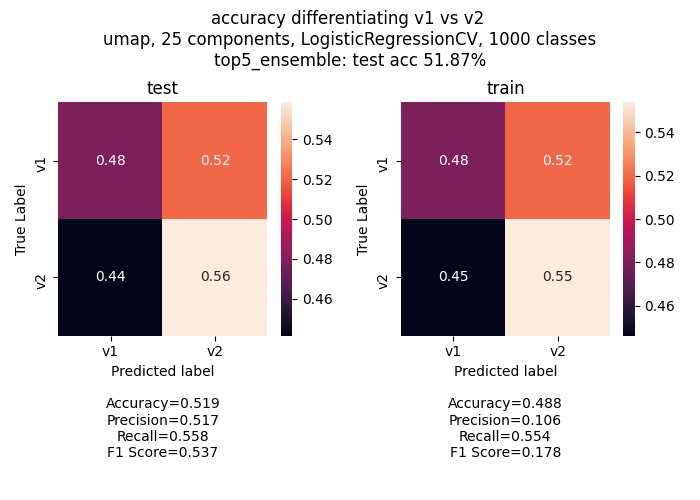 accuracy differentiating v1 vs v2
umap, 25 components, LogisticRegressionCV, 1000 classes
top5_ensemble: test acc 51.87%
test
True Label
v1
v2
0.48
0.52
0.44
0.56
0.54
0.52
0.50
0.48
0.46
v1
v2
Predicted label
Accuracy=0.519
Precision=0.517
Recall=0.558
F1 Score=0.537
train
True Label
v1
v2
0.48
0.52
0.45
0.55
0.54
0.52
0.50
0.48
0.46
v1
v2
Predicted label
Accuracy=0.488
Precision=0.106
Recall=0.554
F1 Score=0.178